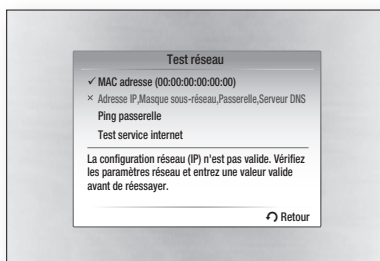 Test réseau
✓ MAC adresse (00:00:00:00:00:00)
× Adresse IP,Masque sous-réseau,Passerelle,Serveur DNS
Ping passerelle
Test service internet
La configuration réseau (IP) n'est pas valide. Vérifiez
les paramètres réseau et entrez une valeur valide
avant de réessayer.
Retour